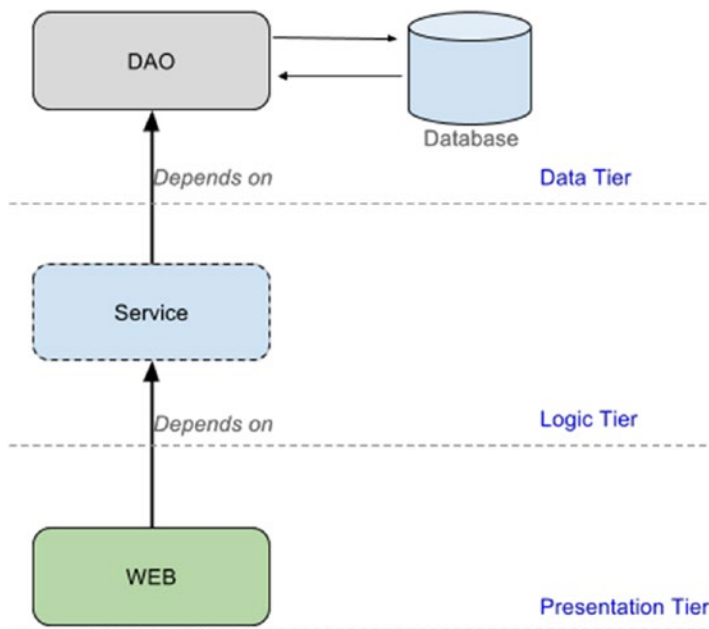 DAO
Database
Depends on
Data Tier
Service
Depends on
Logic Tier
WEB
Presentation Tier